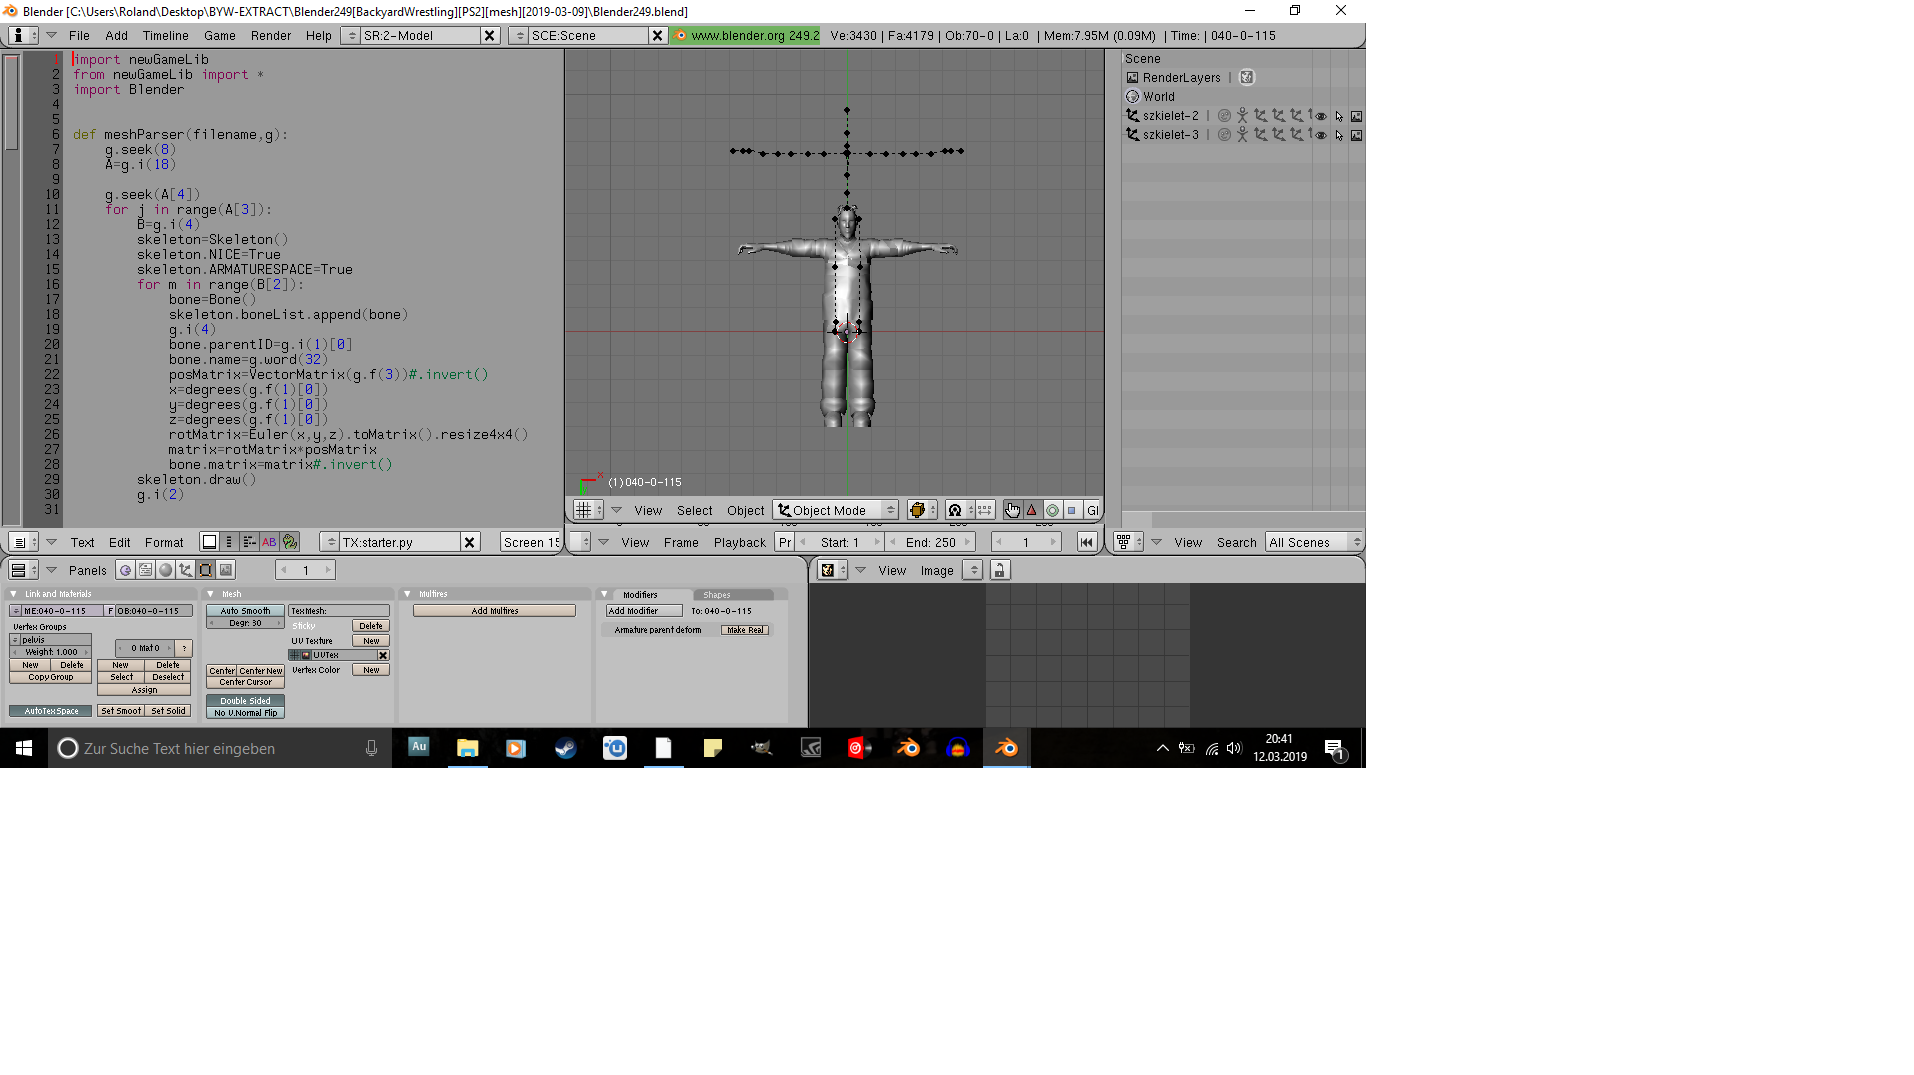 Blender [C:\Users\Roland\Desktop\BYW-EXTRACT\Blender249[BackyardWrestling][PS2][mesh][2019-03-09]\Blender249.blend]
File Add Timeline Game Render Help SR:2-Model SCE:Scene www.blender.org 249.2 Ve:3430 | Fa:4179 | Ob:70-0 | La:0 | Mem:7.95M (0.09M) | Time: | 040-0-115
1 import newGameLib
2 from newGameLib import *
3 import Blender
4
5
6 def meshParser(filename,g):
7 g.seek(8)
8 A=g.i(18)
9
10 g.seek(A[4])
11 for j in range(A[3]):
12 B=g.i(4)
13 skeleton=Skeleton()
14 skeleton.NICE=True
15 skeleton.ARMATURESPACE=True
16 for m in range(B[2]):
17 bone=Bone()
18 skeleton.boneList.append(bone)
19 g.i(4)
20 bone.parentID=g.i(1)[0]
21 bone.name=g.word(32)
22 posMatrix=VectorMatrix(g.f(3))#.invert()
23 x=degrees(g.f(1)[0])
24 y=degrees(g.f(1)[0])
25 z=degrees(g.f(1)[0])
26 rotMatrix=Euler(x,y,z).toMatrix().resize4x4()
27 matrix=rotMatrix*posMatrix
28 bone.matrix=matrix#.invert()
29 skeleton.draw()
30 g.i(2)
31
x
(1) 040-0-115
View Select Object Object Mode Gl
Scene
RenderLayers |
World
szkielet-2 |
szkielet-3 |
Text Edit Format AB TX:starter.py Screen 15
View Frame Playback Pr Start: 1 End: 250 1
View Search All Scenes
Panels 1
View Image
Link and Materials
ME:040-0-115 F OB:040-0-115
Vertex Groups
pelvis
Weight: 1.000
0 Mat 0 ?
New Delete New Delete
Copy Group Select Deselect
Assign
AutoTexSpace Set Smoot Set Solid
Mesh
Auto Smooth
Degr: 30
TexMesh:
Sticky Delete
UV Texture New
UVTex
Vertex Color New
Center Center New
Center Cursor
Double Sided
No V.Normal Flip
Multires
Add Multires
Modifiers Shapes
Add Modifier To: 040-0-115
Armature parent deform Make Real
Zur Suche Text hier eingeben
Au
20:41
12.03.2019
1